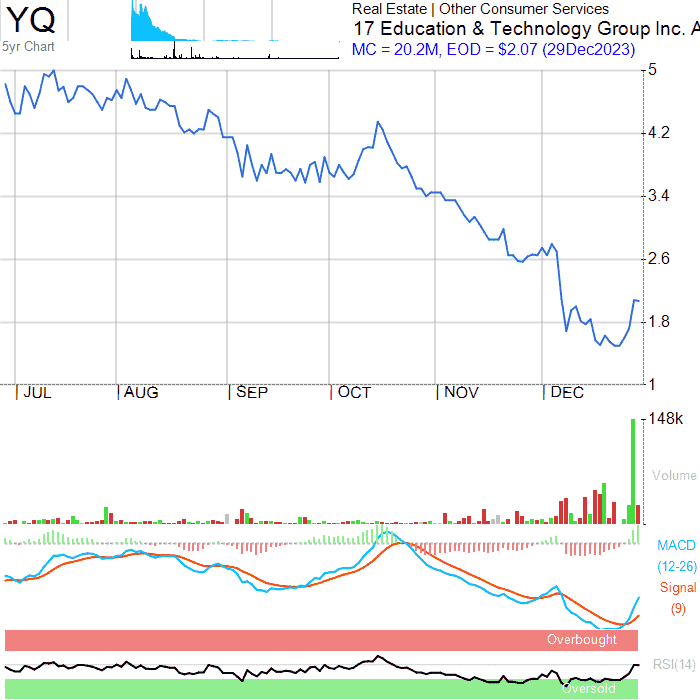 YQ
5yr Chart
Real Estate | Other Consumer Services
17 Education & Technology Group Inc. A
MC = 20.2M, EOD = $2.07 (29Dec2023)
5
4.2
3.4
2.6
1.8
1
| JUL | AUG | SEP | OCT | NOV | DEC
148k
Volume
MACD
(12-26)
Signal
(9)
Overbought
RSI(14)
Oversold